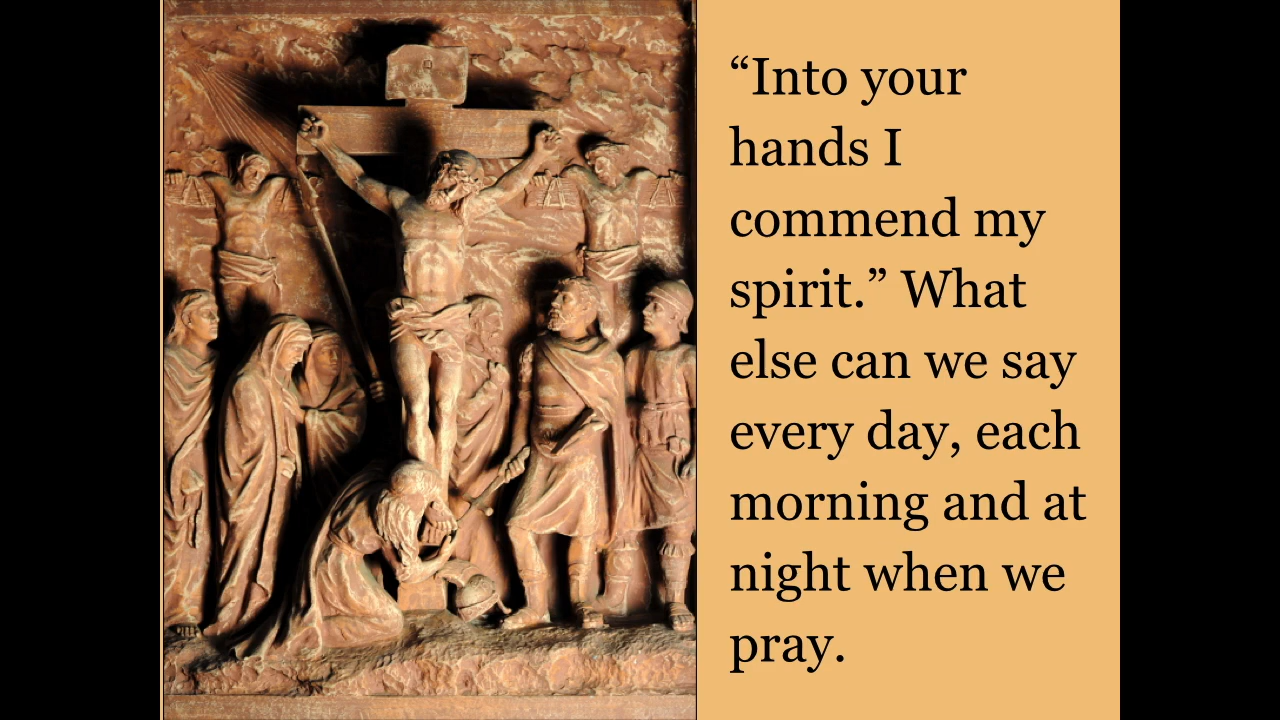 “Into your
hands I
commend my
spirit.” What
else can we say
every day, each
morning and at
night when we
pray.